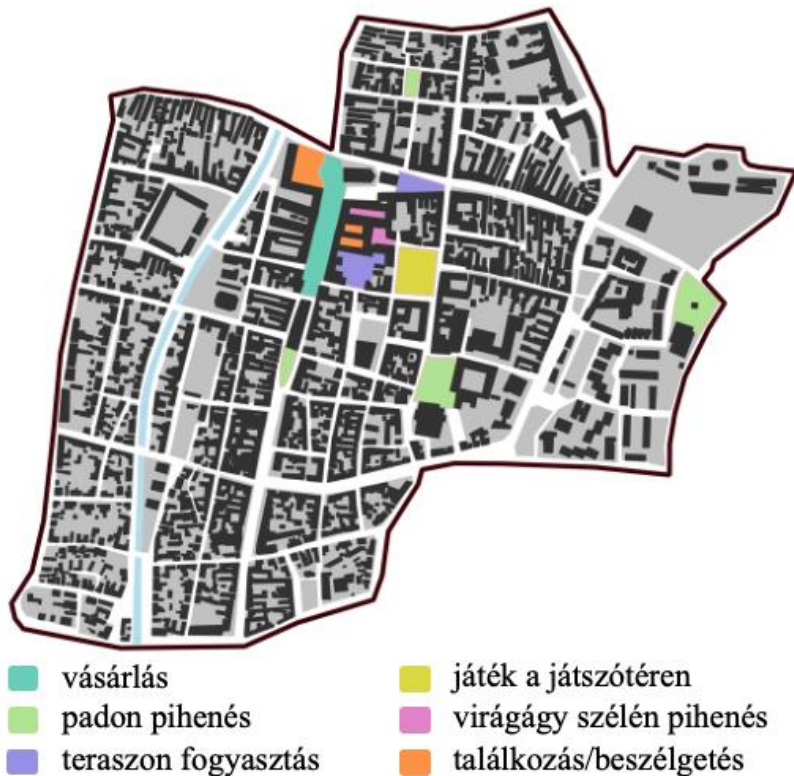 vásárlás
padon pihenés
teraszon fogyasztás
játék a játszótéren
virágágy szélén pihenés
találkozás/beszélgetés